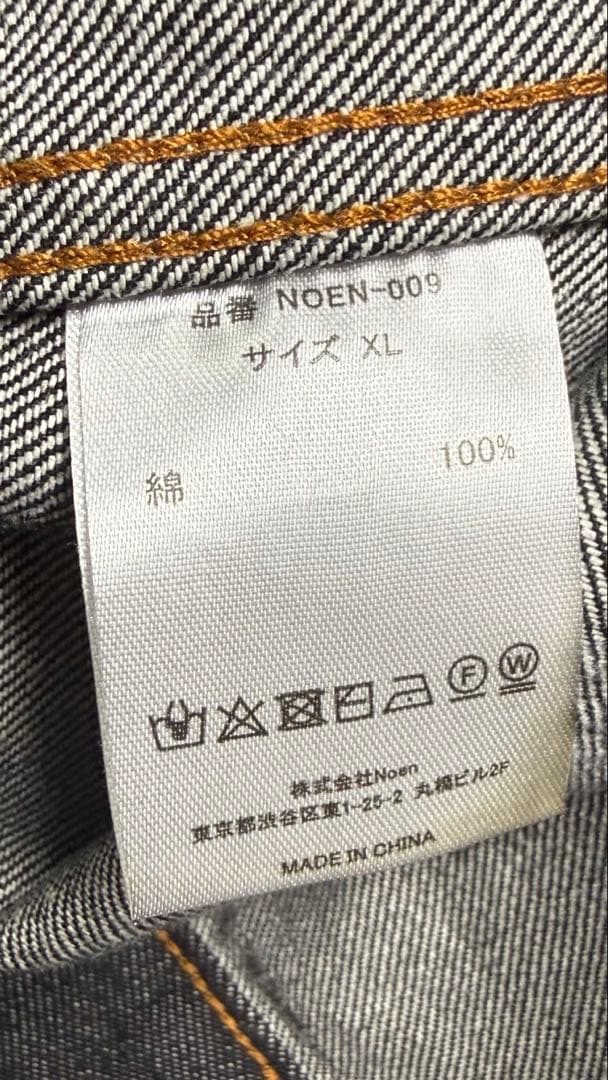 品番 NOEN-009
サイズ XL
綿 100%
F W
株式会社Noen
東京都渋谷区東1-25-2 丸橋ビル2F
MADE IN CHINA